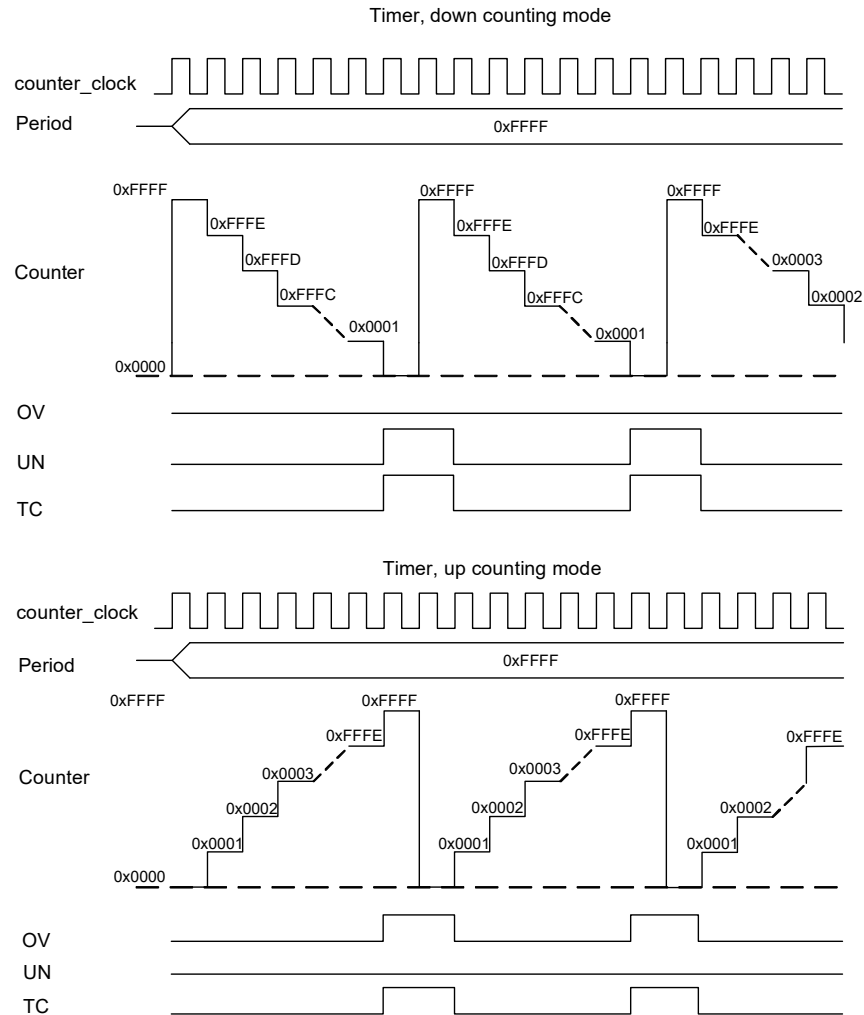 Timer, down counting mode
counter_clock
Period
0xFFFF
0xFFFF
0xFFFF
0xFFFF
0xFFFE
0xFFFE
0xFFFE
0xFFFD
0xFFFD
0x0003
Counter
0xFFFC
0xFFFC
0x0002
0x0001
0x0001
0x0000
OV
UN
TC
Timer, up counting mode
counter_clock
Period
0xFFFF
0xFFFF
0xFFFF
0xFFFF
0xFFFE
0xFFFE
0xFFFE
Counter
0x0003
0x0003
0x0002
0x0002
0x0002
0x0001
0x0001
0x0001
0x0000
OV
UN
TC